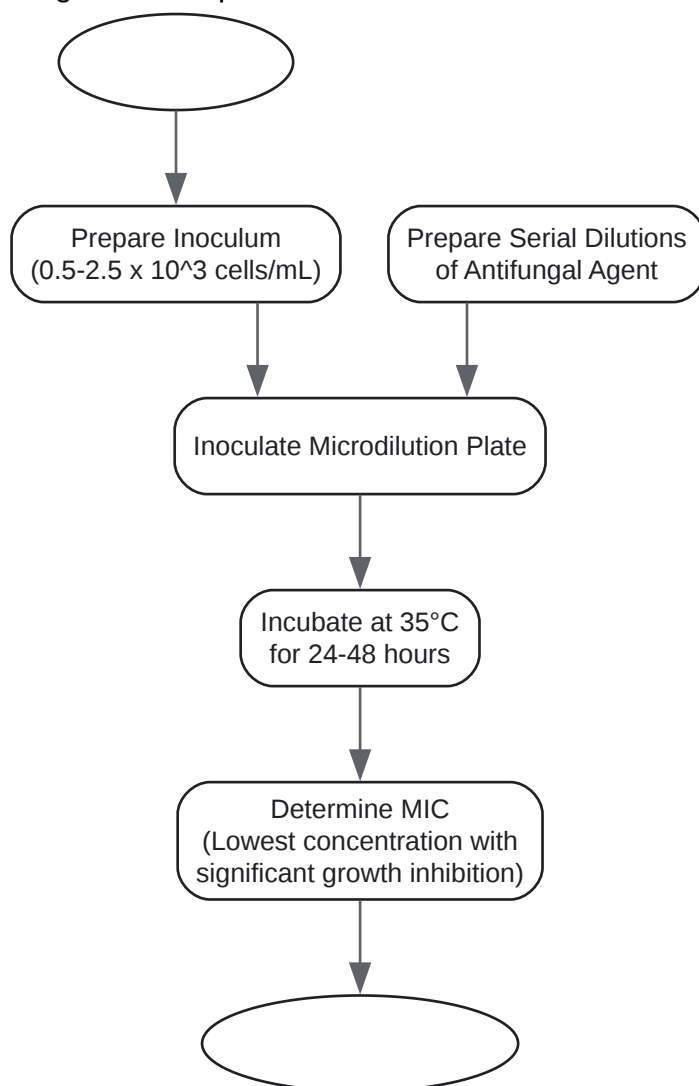 Prepare Inoculum
(0.5-2.5 x 10^3 cells/mL)
Prepare Serial Dilutions
of Antifungal Agent
Inoculate Microdilution Plate
Incubate at 35°C
for 24-48 hours
Determine MIC
(Lowest concentration with
significant growth inhibition)